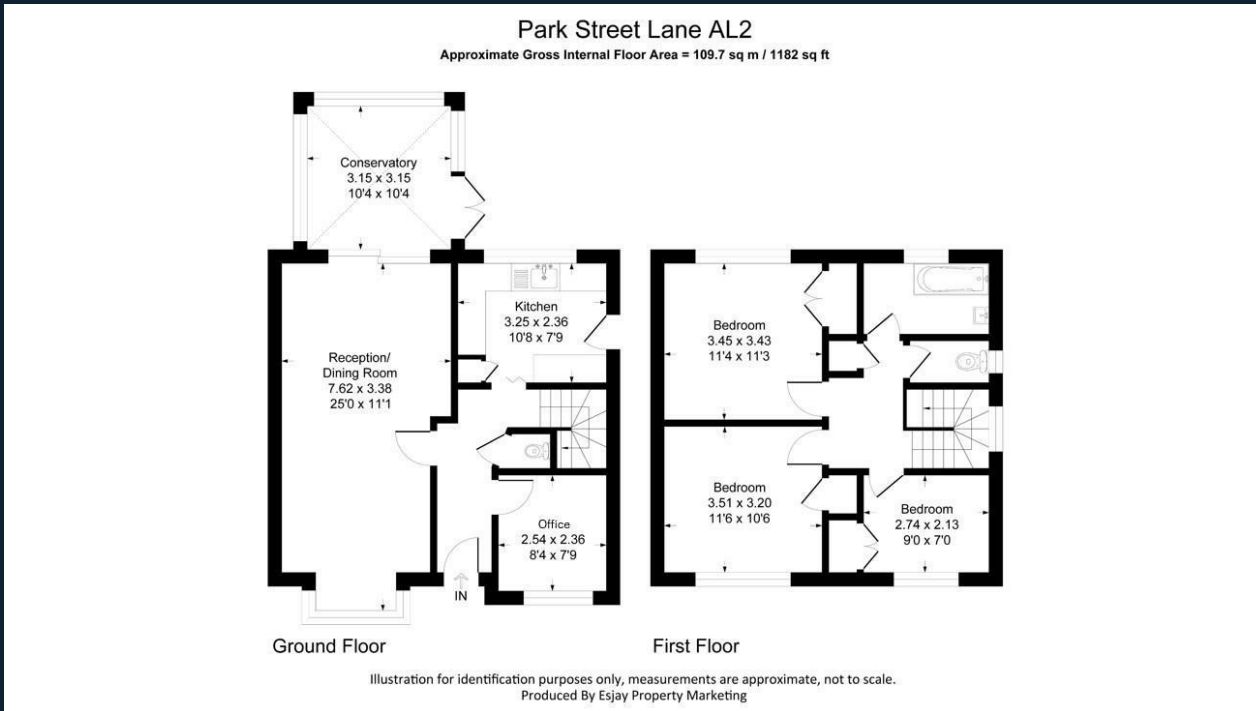 Park Street Lane AL2
Approximate Gross Internal Floor Area = 109.7 sq m / 1182 sq ft
Conservatory
3.15 x 3.15
10'4 x 10'4
Kitchen
3.25 x 2.36
10'8 x 7'9
Reception/
Dining Room
7.62 x 3.38
25'0 x 11'1
Office
2.54 x 2.36
8'4 x 7'9
IN
Ground Floor
Bedroom
3.45 x 3.43
11'4 x 11'3
Bedroom
3.51 x 3.20
11'6 x 10'6
Bedroom
2.74 x 2.13
9'0 x 7'0
First Floor
Illustration for identification purposes only, measurements are approximate, not to scale.
Produced By Esjay Property Marketing